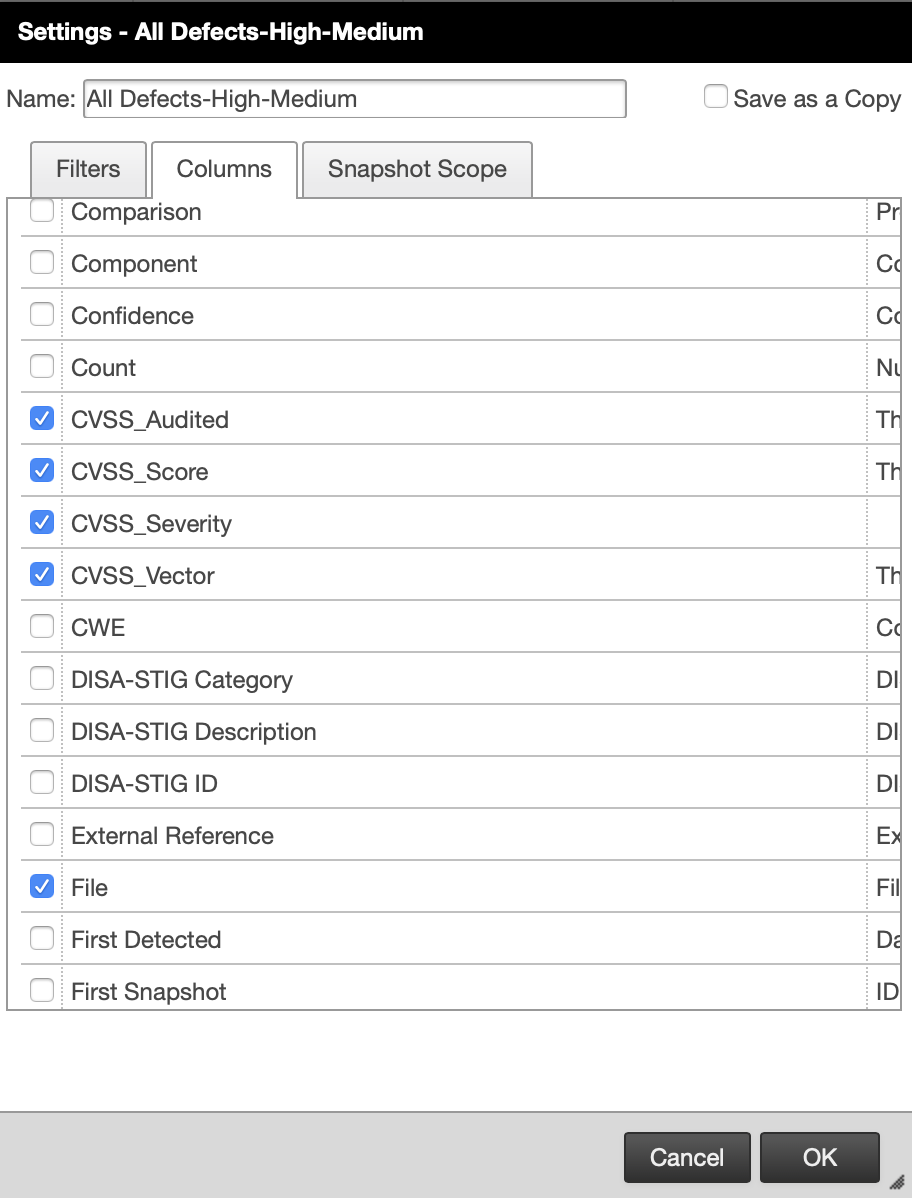 Settings - All Defects-High-Medium
Name: All Defects-High-Medium Save as a Copy
Filters Columns Snapshot Scope
Comparison Pr
Component Co
Confidence Co
Count Nu
CVSS_Audited Th
CVSS_Score Th
CVSS_Severity
CVSS_Vector Th
CWE Co
DISA-STIG Category DI
DISA-STIG Description DI
DISA-STIG ID DI
External Reference Ex
File Fil
First Detected Da
First Snapshot ID
Cancel OK